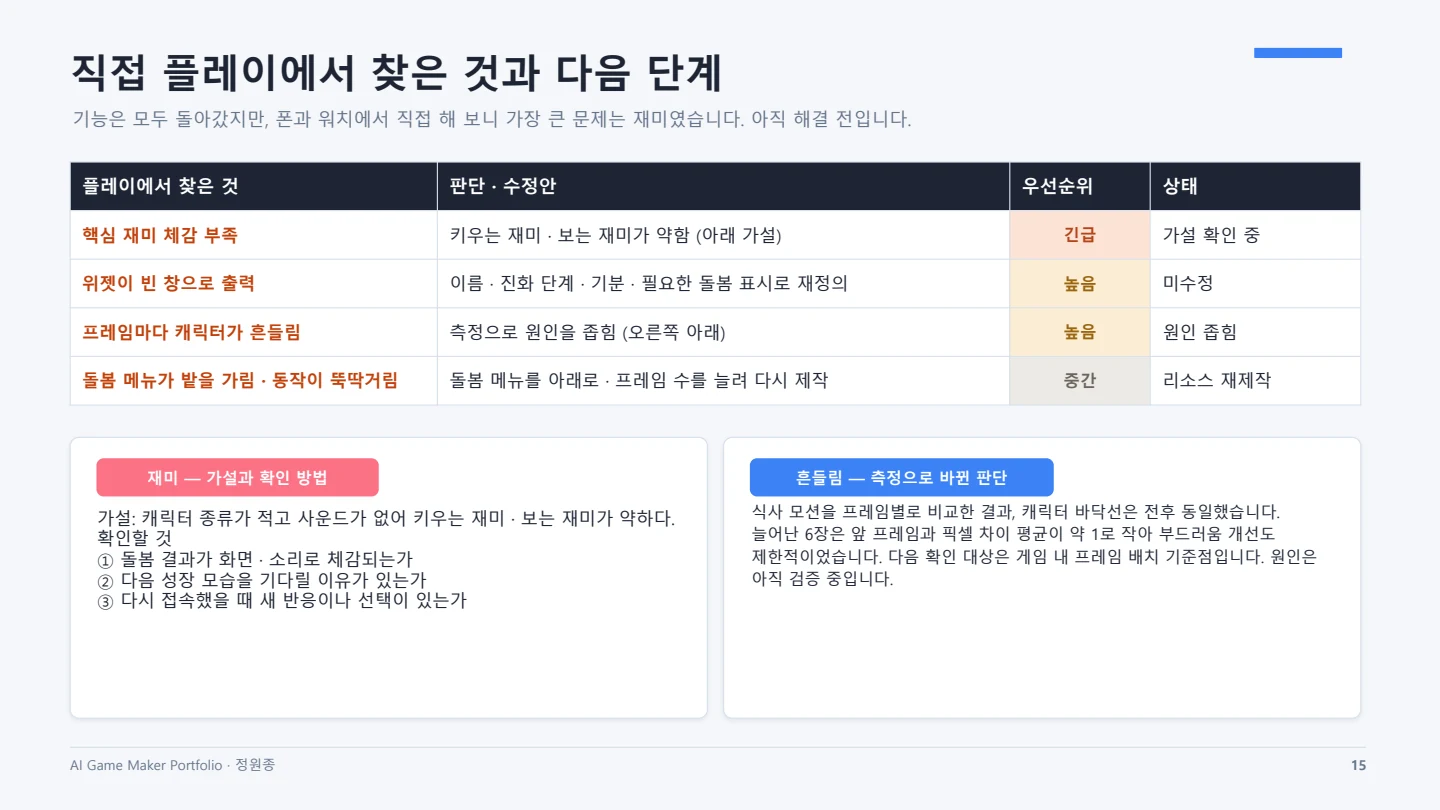 직접 플레이에서 찾은 것과 다음 단계
기능은 모두 돌아갔지만, 폰과 워치에서 직접 해 보니 가장 큰 문제는 재미였습니다. 아직 해결 전입니다.
플레이에서 찾은 것 판단 · 수정안 우선순위 상태
핵심 재미 체감 부족 키우는 재미 · 보는 재미가 약함 (아래 가설) 긴급 가설 확인 중
위젯이 빈 창으로 출력 이름 · 진화 단계 · 기분 · 필요한 돌봄 표시로 재정의 높음 미수정
프레임마다 캐릭터가 흔들림 측정으로 원인을 좁힘 (오른쪽 아래) 높음 원인 좁힘
돌봄 메뉴가 밭을 가림 · 동작이 뚝딱거림 돌봄 메뉴를 아래로 · 프레임 수를 늘려 다시 제작 중간 리소스 재제작
재미 — 가설과 확인 방법
가설: 캐릭터 종류가 적고 사운드가 없어 키우는 재미 · 보는 재미가 약하다.
확인할 것
① 돌봄 결과가 화면 · 소리로 체감되는가
② 다음 성장 모습을 기다릴 이유가 있는가
③ 다시 접속했을 때 새 반응이나 선택이 있는가
흔들림 — 측정으로 바뀐 판단
식사 모션을 프레임별로 비교한 결과, 캐릭터 바닥선은 전후 동일했습니다.
늘어난 6장은 앞 프레임과 픽셀 차이 평균이 약 1로 작아 부드러움 개선도
제한적이었습니다. 다음 확인 대상은 게임 내 프레임 배치 기준점입니다. 원인은
아직 검증 중입니다.
AI Game Maker Portfolio · 정원종
15